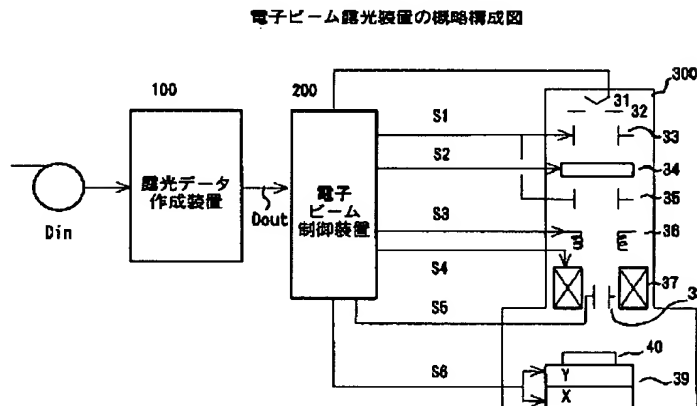 電子ビーム露光装置の概略構成図
100
200
300
31
32
S1
33
S2
34
露光データ
作成装置
電子
ビーム
制御装置
35
Din
Dout
S3
36
S4
37
S5
3
40
S6
Y
39
X